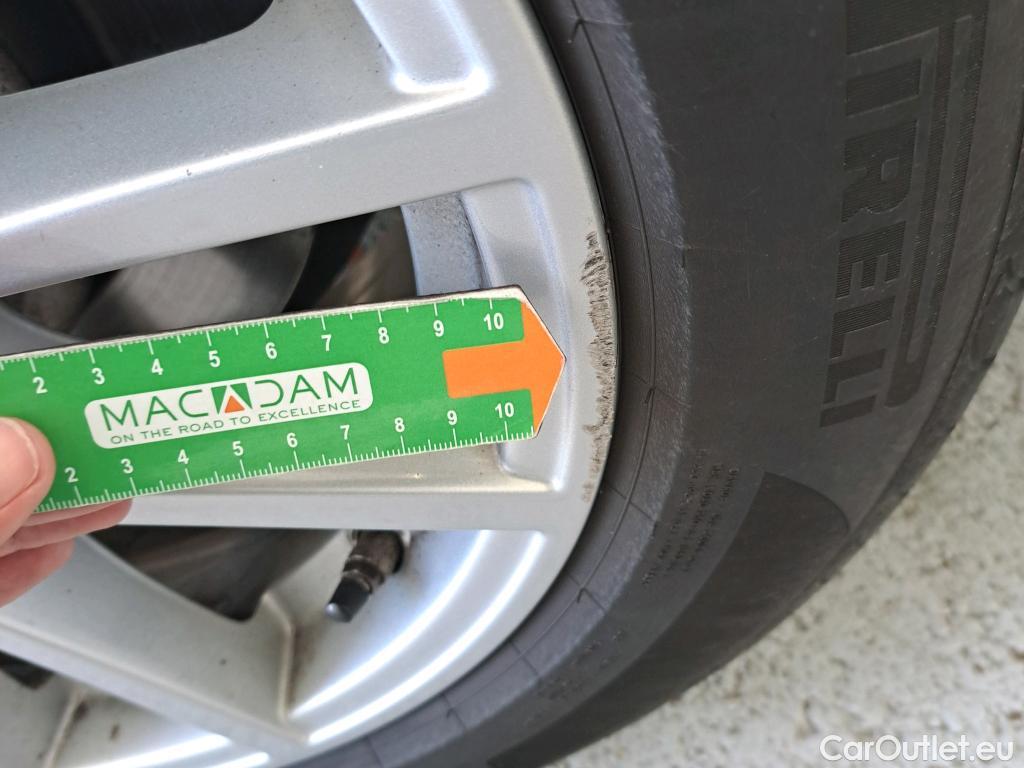 2 3 4 5 6 7 8 9 10
MACADAM
ON THE ROAD TO EXCELLENCE
2 3 4 5 6 7 8 9 10
PIRELLI
CarOutlet.eu